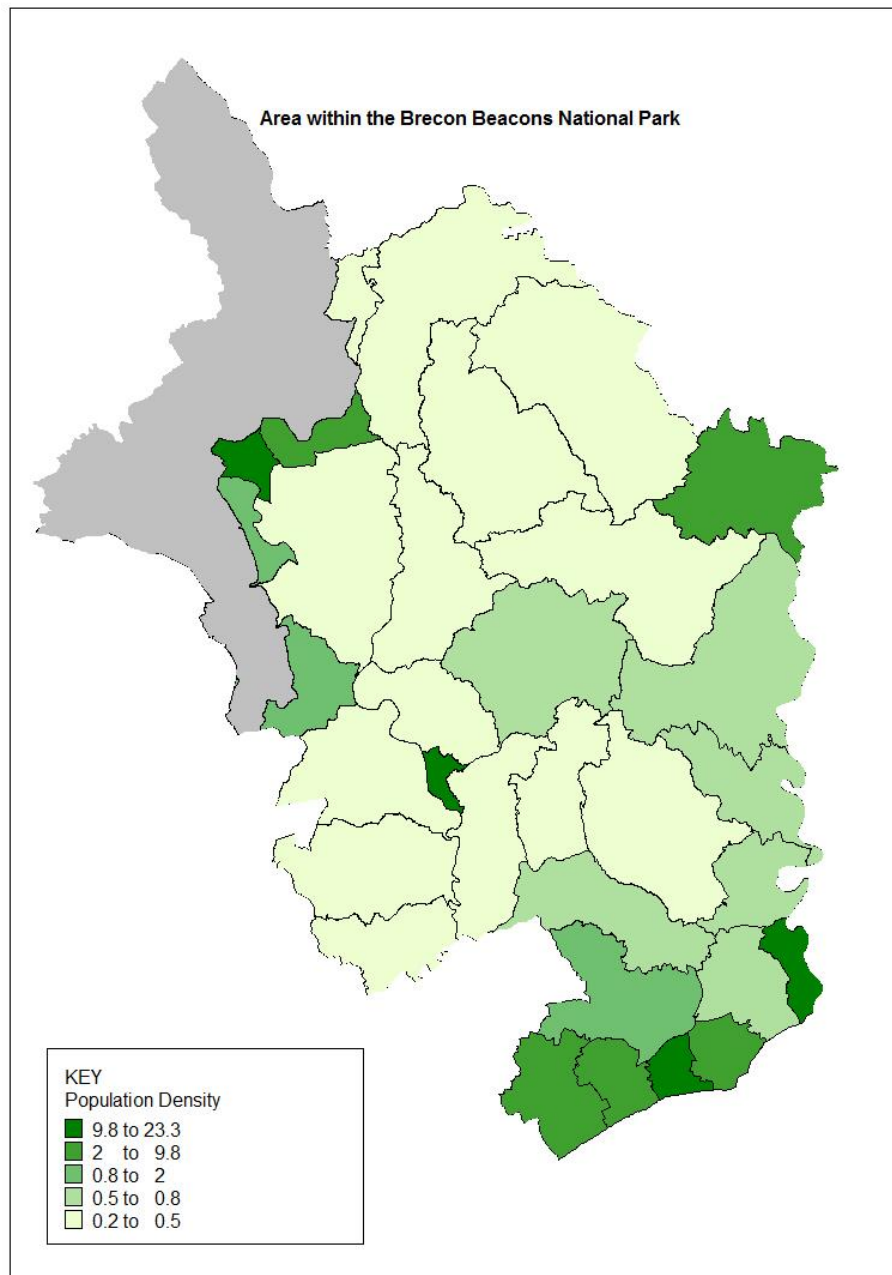 Area within the Brecon Beacons National Park
KEY
Population Density
9.8 to 23.3
2 to 9.8
0.8 to 2
0.5 to 0.8
0.2 to 0.5